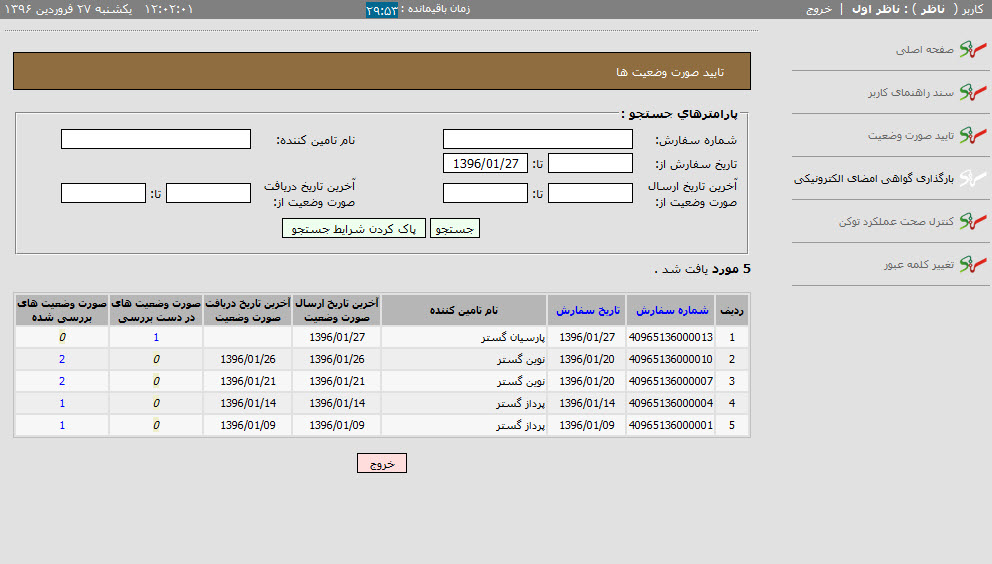 کاربر ( ناظر ) : ناظر اول | خروج
زمان باقیمانده : ۲۹:۵۳
یکشنبه ۲۷ فروردین ۱۳۹۶ ۱۲:۰۲:۰۱
صفحه اصلی
سند راهنمای کاربر
تایید صورت وضعیت
بارگذاری گواهی امضای الکترونیکی
کنترل صحت عملکرد توکن
تغییر کلمه عبور
تایید صورت وضعیت ها
پارامترهای جستجو :
شماره سفارش: نام تامین کننده:
تاریخ سفارش از: تا: 1396/01/27
آخرین تاریخ ارسال تا: آخرین تاریخ دریافت تا:
صورت وضعیت از: صورت وضعیت از:
جستجو پاک کردن شرایط جستجو
5 مورد یافت شد .
ردیف شماره سفارش تاریخ سفارش نام تامین کننده آخرین تاریخ ارسال آخرین تاریخ دریافت صورت وضعیت های صورت وضعیت های
صورت وضعیت صورت وضعیت در دست بررسی بررسی شده
1 40965136000013 1396/01/27 پارسیان گستر 1396/01/27 1 0
2 40965136000010 1396/01/20 نوین گستر 1396/01/26 1396/01/26 0 2
3 40965136000007 1396/01/20 نوین گستر 1396/01/21 1396/01/21 0 2
4 40965136000004 1396/01/14 پرداز گستر 1396/01/14 1396/01/14 0 1
5 40965136000001 1396/01/09 پرداز گستر 1396/01/09 1396/01/09 0 1
خروج